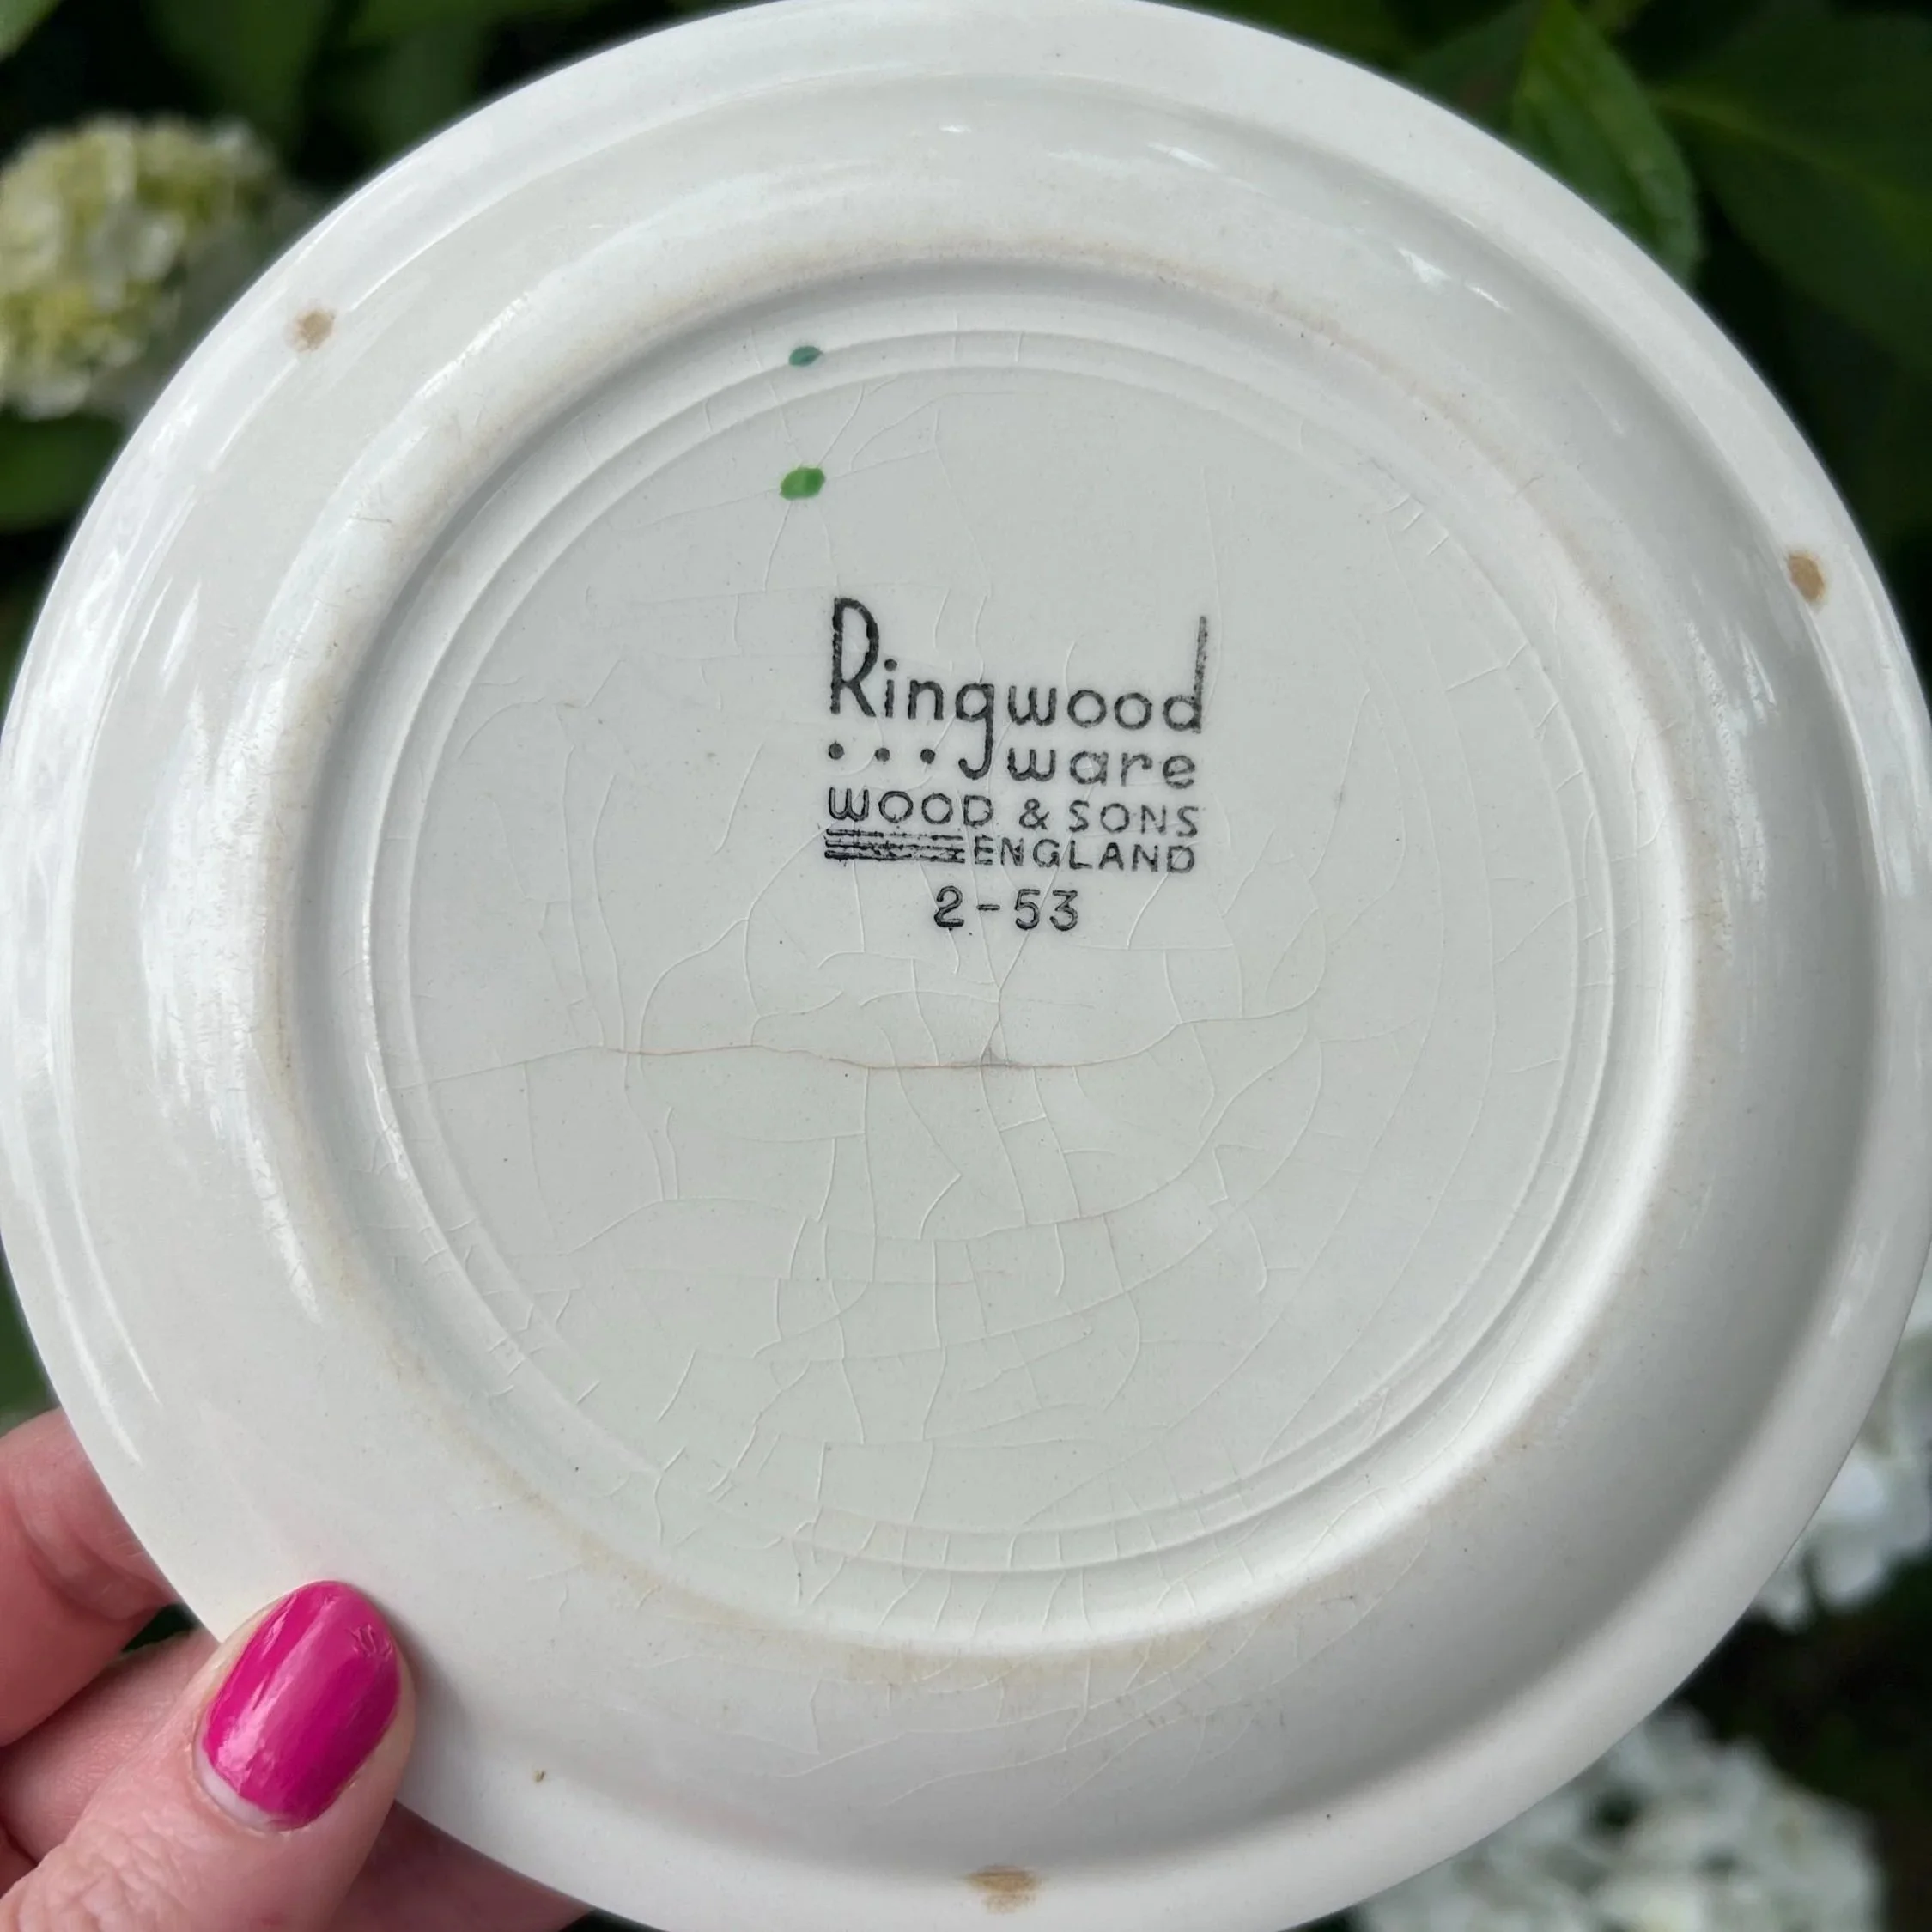 Ringwood
...ware
WOOD & SONS
ENGLAND
2-53